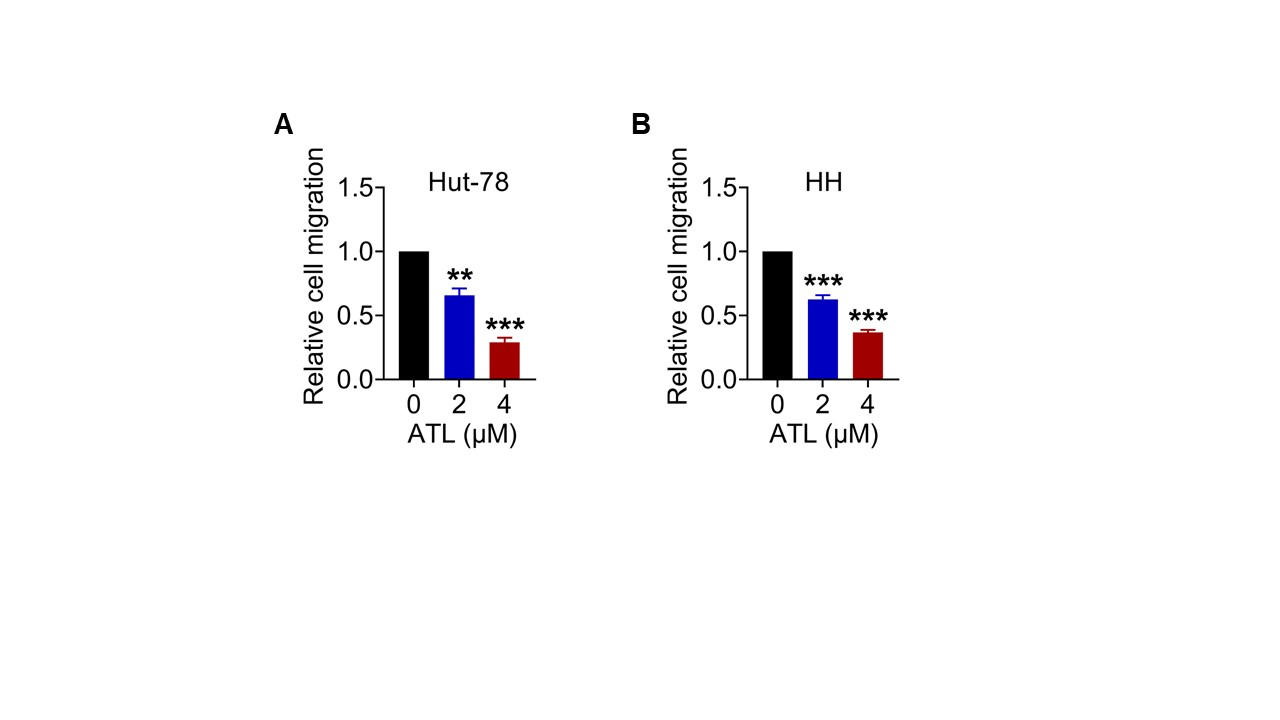 A
Hut-78
Relative cell migration
1.5
1.0
0.5
0.0
**
***
0 2 4
ATL (µM)
B
HH
Relative cell migration
1.5
1.0
0.5
0.0
***
***
0 2 4
ATL (µM)